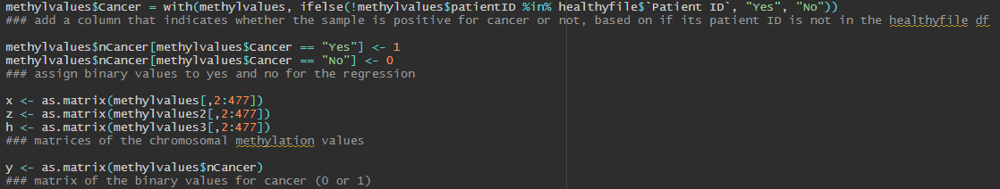 methylvalues$Cancer = with(methylvalues, ifelse(!methylvalues$patientID %in% healthyfile$`Patient ID`, "Yes", "No"))
### add a column that indicates whether the sample is positive for cancer or not, based on if its patient ID is not in the healthyfile df
methylvalues$nCancer[methylvalues$Cancer == "Yes"] <- 1
methylvalues$nCancer[methylvalues$Cancer == "No"] <- 0
### assign binary values to yes and no for the regression
x <- as.matrix(methylvalues[,2:477])
z <- as.matrix(methylvalues2[,2:477])
h <- as.matrix(methylvalues3[,2:477])
### matrices of the chromosomal methylation values
y <- as.matrix(methylvalues$nCancer)
### matrix of the binary values for cancer (0 or 1)